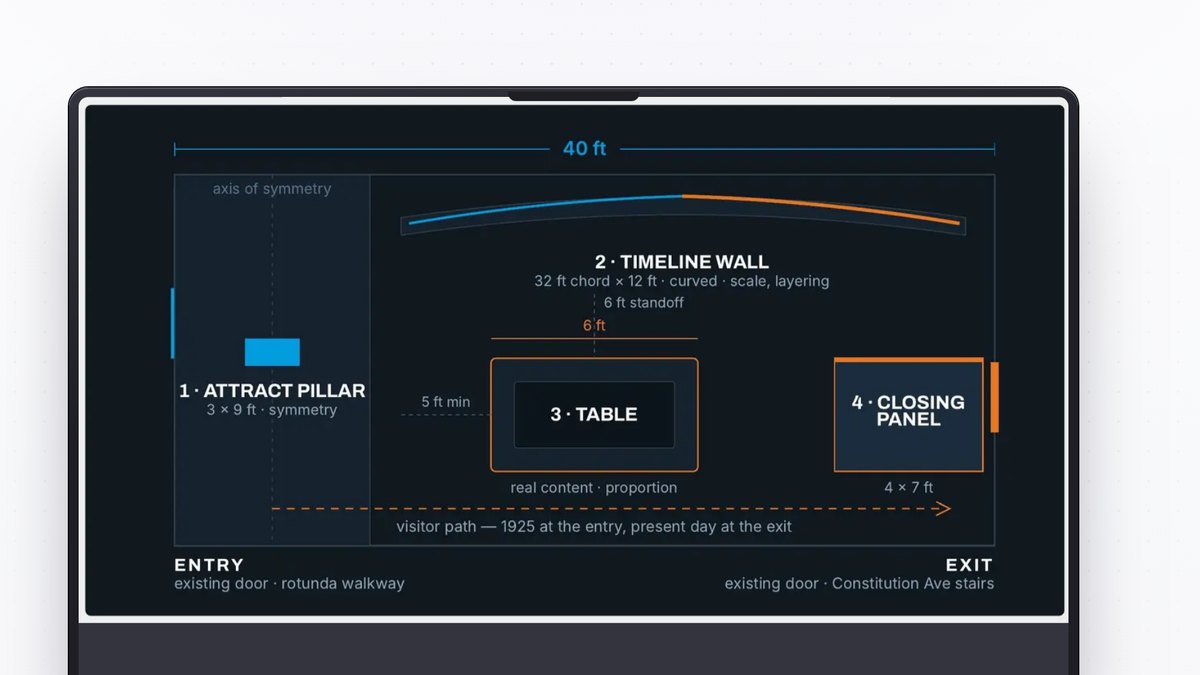 40 ft
axis of symmetry
2 · TIMELINE WALL
32 ft chord × 12 ft · curved · scale, layering
6 ft standoff
6 ft
1 · ATTRACT PILLAR
3 × 9 ft · symmetry
5 ft min
3 · TABLE
4 · CLOSING
PANEL
real content · proportion
4 × 7 ft
visitor path — 1925 at the entry, present day at the exit
ENTRY
existing door · rotunda walkway
EXIT
existing door · Constitution Ave stairs